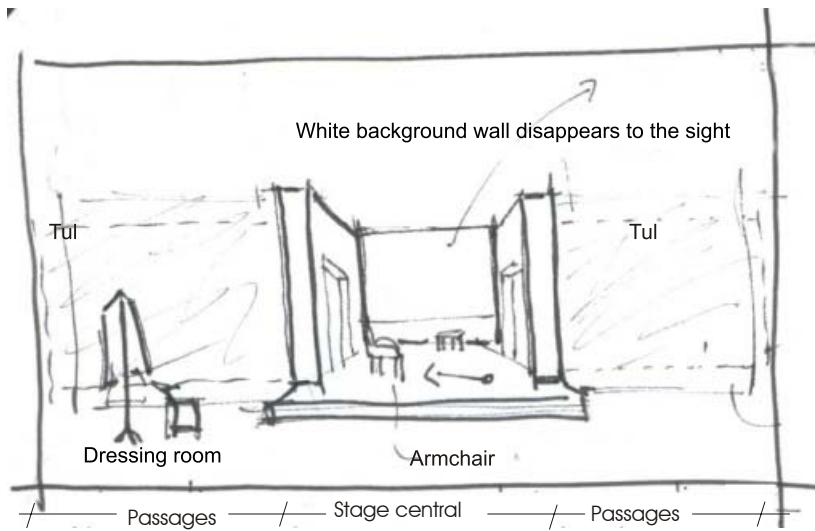 White background wall disappears to the sight
Tul
Tul
Dressing room
Armchair
Passages
Stage central
Passages